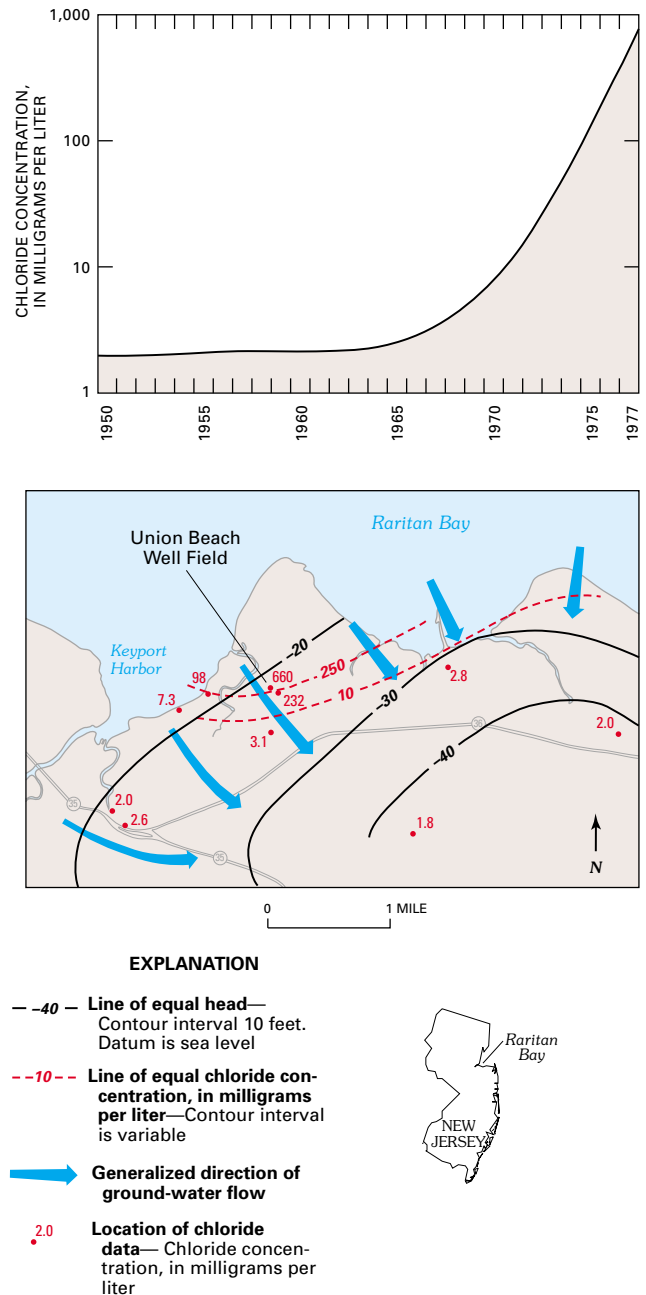 CHLORIDE CONCENTRATION,
IN MILLIGRAMS PER LITER
1,000
100
10
1
1950
1955
1960
1965
1970
1975
1977
Raritan Bay
Union Beach
Well Field
Keyport
Harbor
–20
98
660
250
232
10
7.3
2.8
–30
3.1
36
2.0
–40
35
2.0
2.6
1.8
35
N
0
1 MILE
EXPLANATION
–40
Line of equal head—
Contour interval 10 feet.
Datum is sea level
10
Line of equal chloride con-
centration, in milligrams
per liter—Contour interval
is variable
Generalized direction of
ground-water flow
2.0
Location of chloride
data— Chloride concen-
tration, in milligrams per
liter
Raritan
Bay
NEW
JERSEY